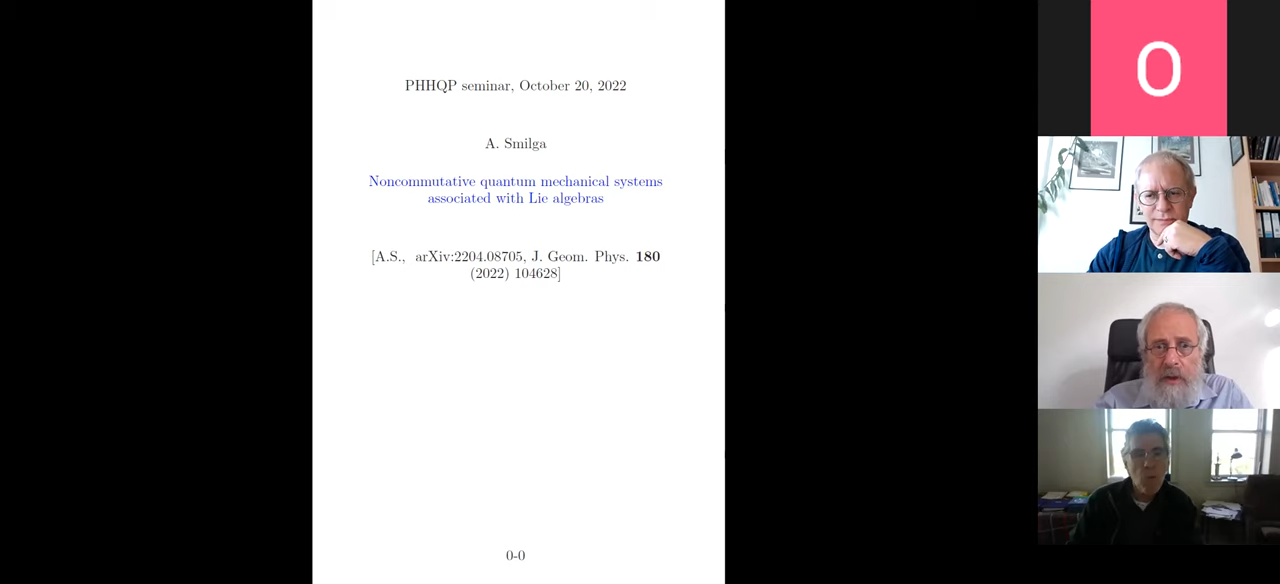 PHHQP seminar, October 20, 2022
A. Smilga
Noncommutative quantum mechanical systems
associated with Lie algebras
[A.S., arXiv:2204.08705, J. Geom. Phys. 180
(2022) 104628]
0-0
O